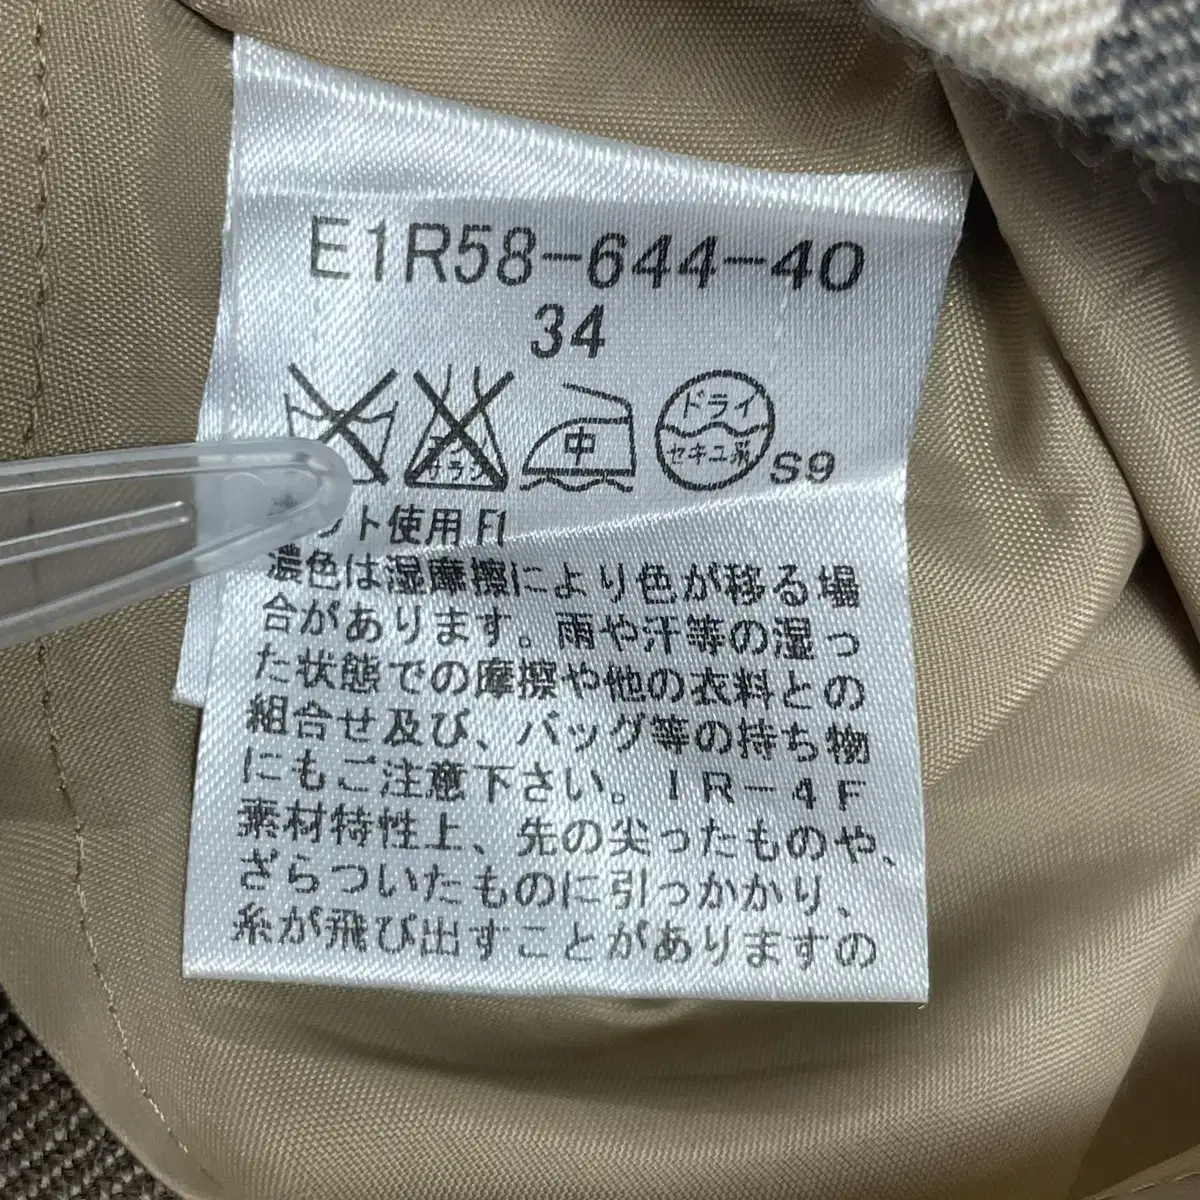 E1R58-644-40
34
中 ドライ
サラシ セキユ系 S9
使用 F1
濃色は湿摩擦により色が移る場
合があります。雨や汗等の湿っ
た状態での摩擦や他の衣料との
組合せ及び、バッグ等の持ち物
にもご注意下さい。IR-4F
素材特性上、先の尖ったものや、
ざらついたものに引っかかり、
糸が飛び出すことがありますの